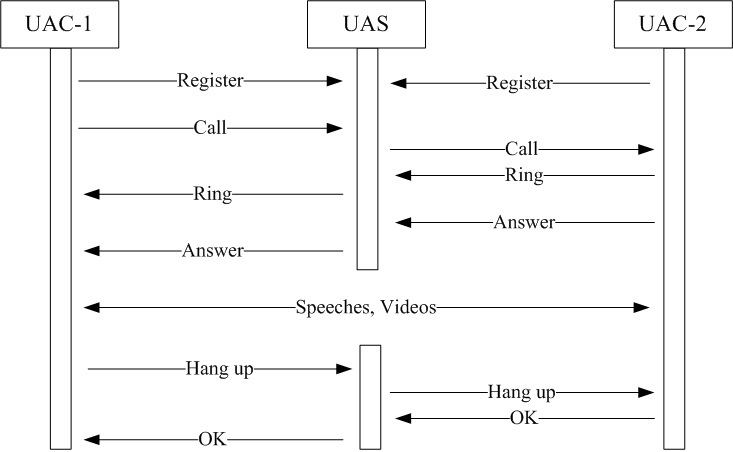 UAC-1
UAS
UAC-2
Register
Register
Call
Call
Ring
Ring
Answer
Answer
Speeches, Videos
Hang up
Hang up
OK
OK